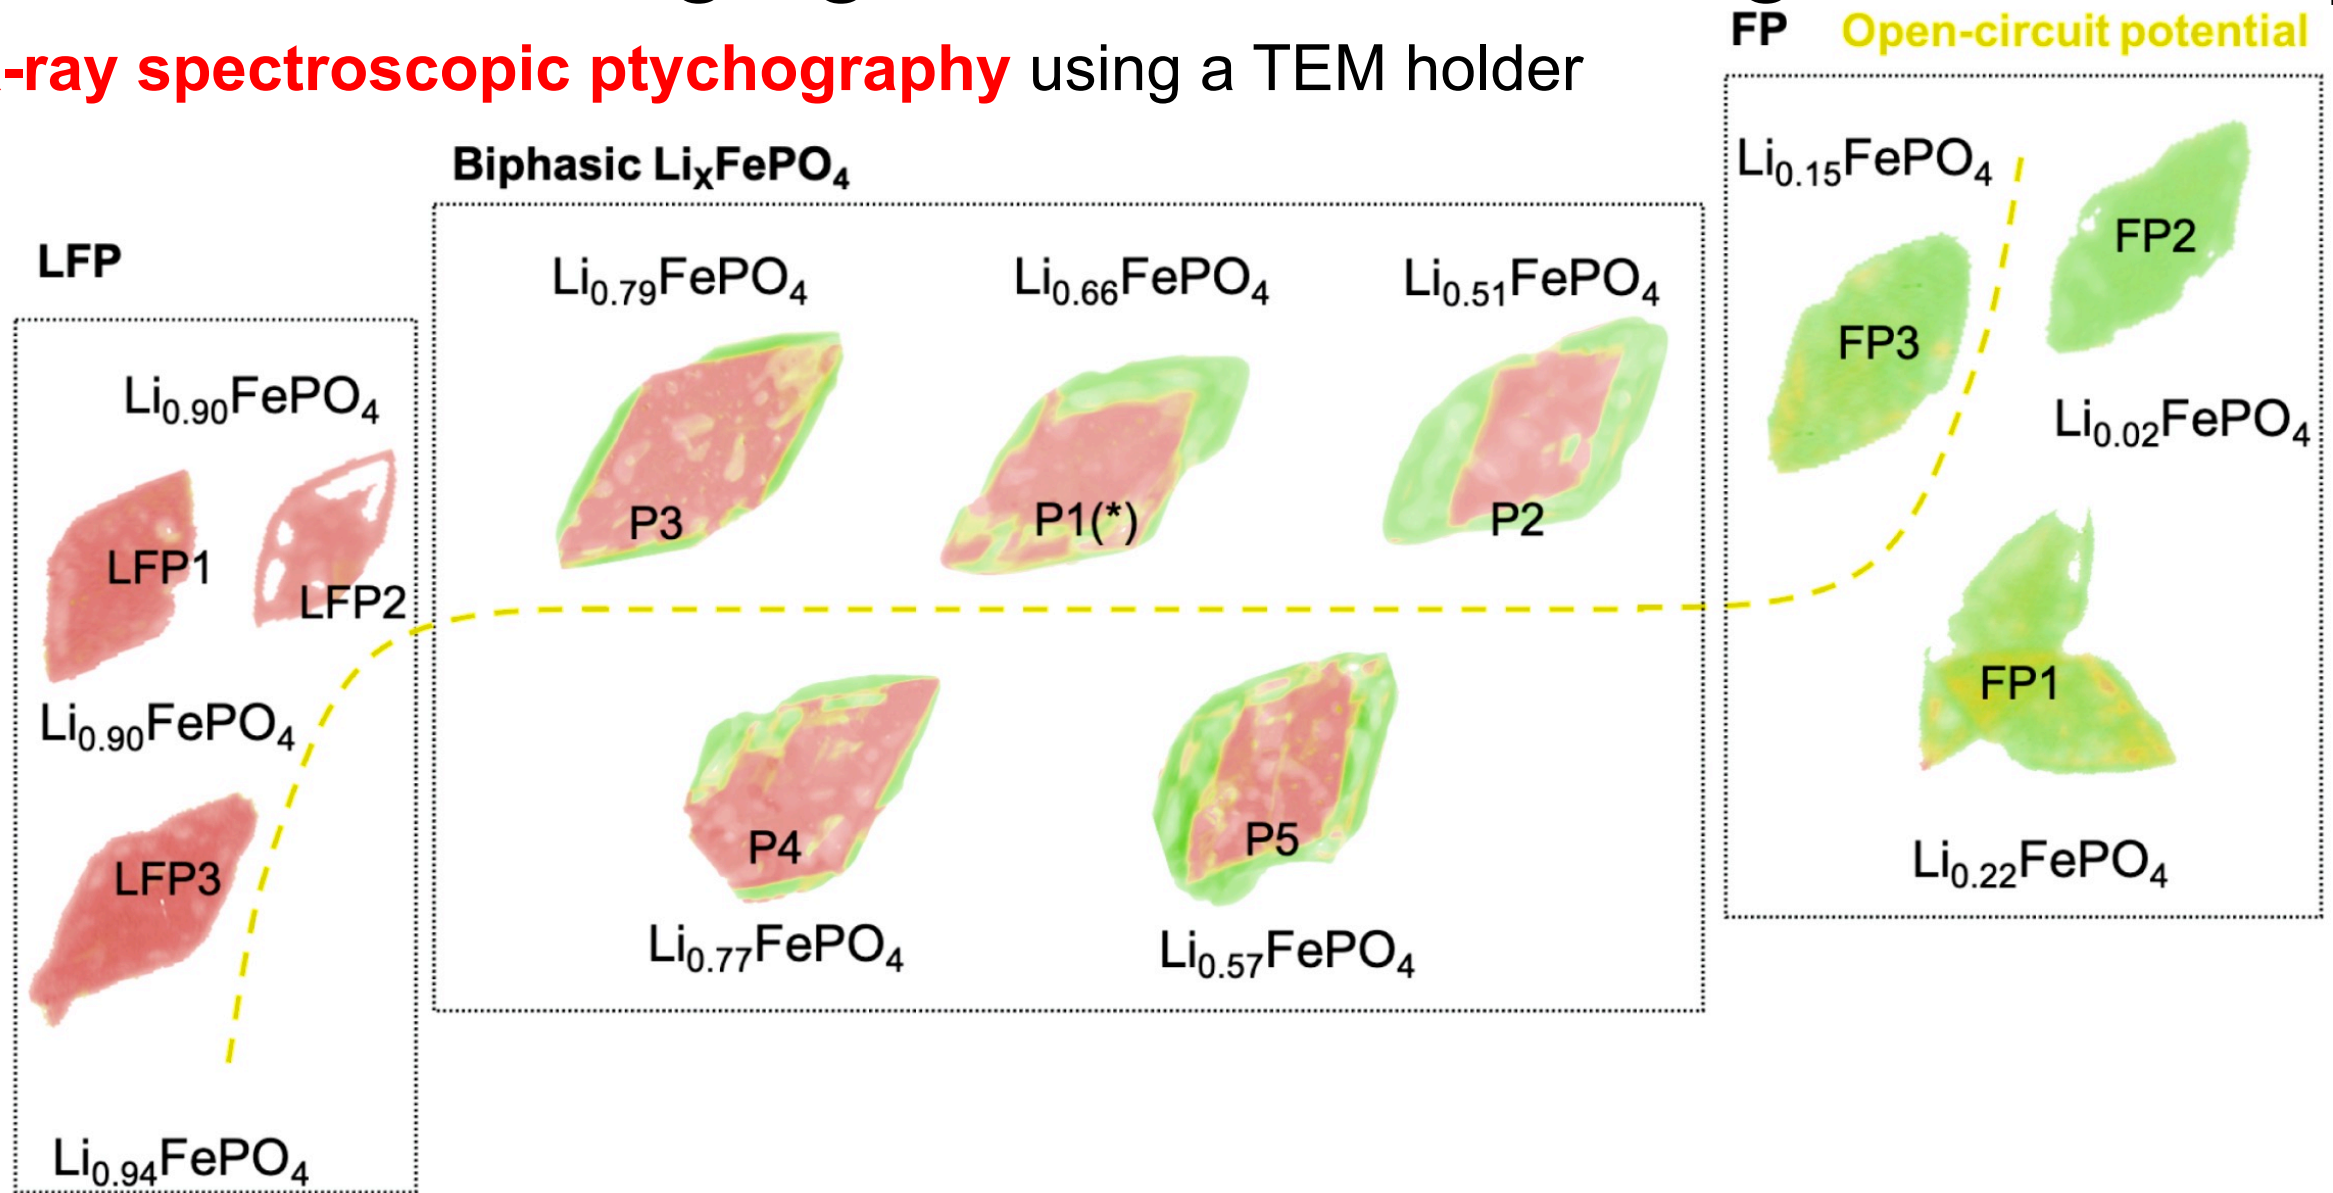 -ray spectroscopic ptychography using a TEM holder
FP Open-circuit potential
Biphasic LiXFePO4
LFP
Li0.79FePO4
Li0.66FePO4
Li0.51FePO4
P3
P1(*)
P2
P4
P5
Li0.77FePO4
Li0.57FePO4
Li0.90FePO4
LFP1
LFP2
Li0.90FePO4
LFP3
Li0.94FePO4
Li0.15FePO4
FP2
FP3
Li0.02FePO4
FP1
Li0.22FePO4